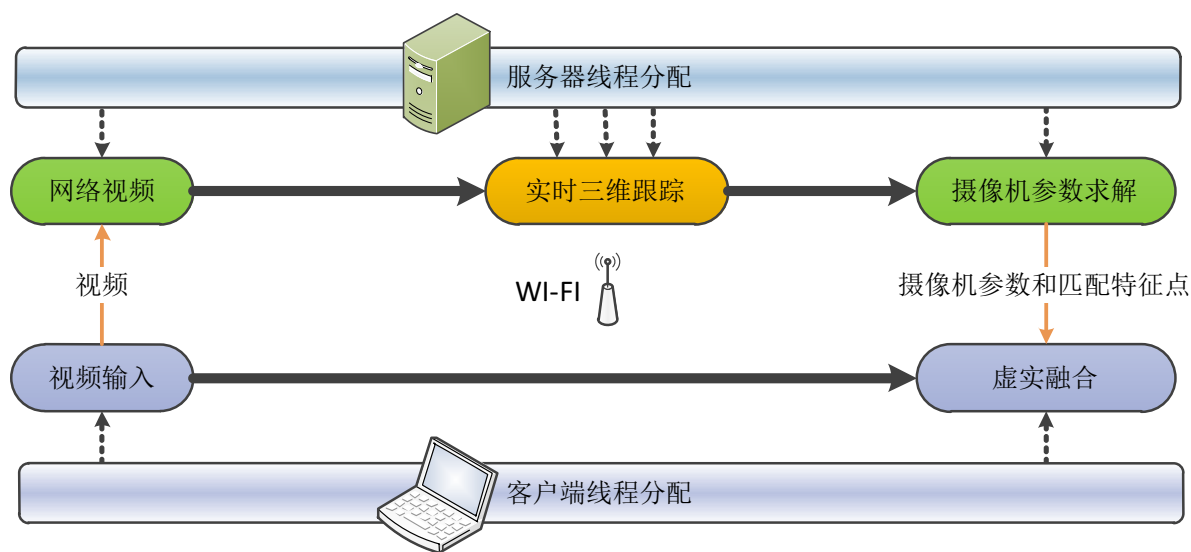 服务器线程分配
网络视频
实时三维跟踪
摄像机参数求解
视频
WI-FI
摄像机参数和匹配特征点
视频输入
虚实融合
客户端线程分配